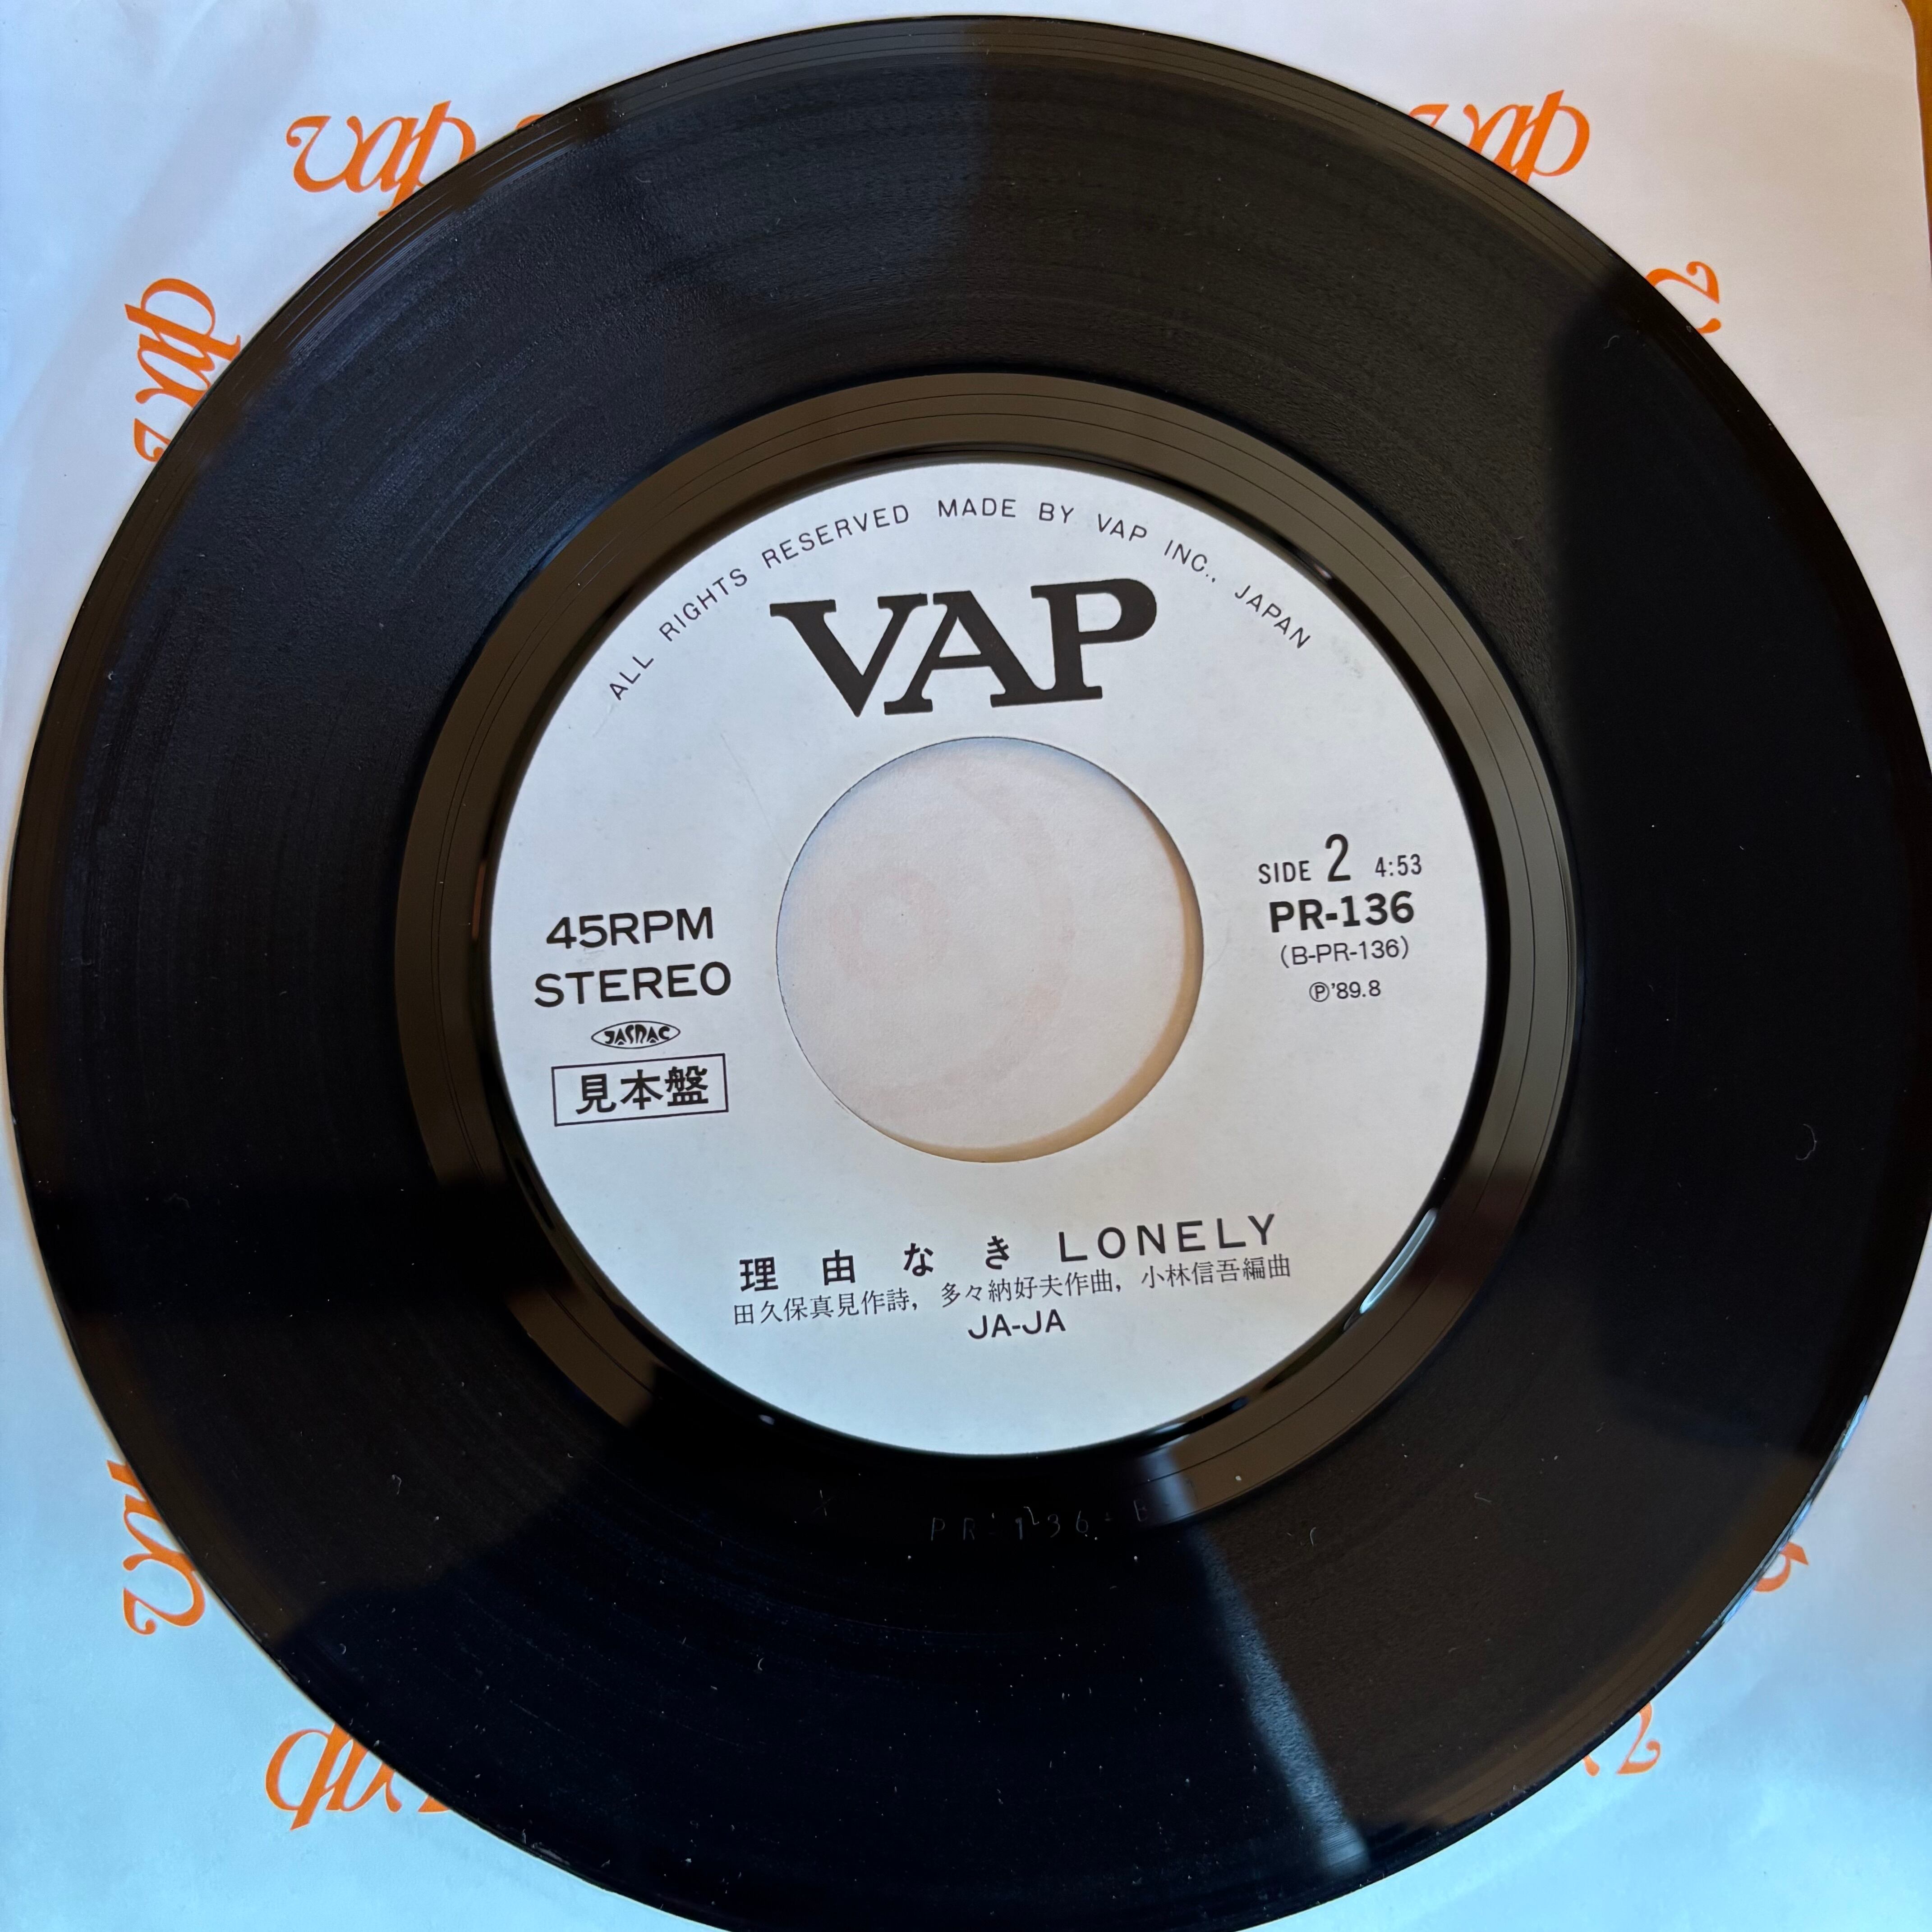 vap
vap
ALL RIGHTS RESERVED MADE BY VAP INC., JAPAN
VAP
45RPM
STEREO
JASRAC
見本盤
SIDE 2 4:53
PR-136
(B-PR-136)
Ⓟ'89.8
理由なき LONELY
田久保真見作詩, 多々納好夫作曲, 小林信吾編曲
JA-JA
PR-136
vap
vap